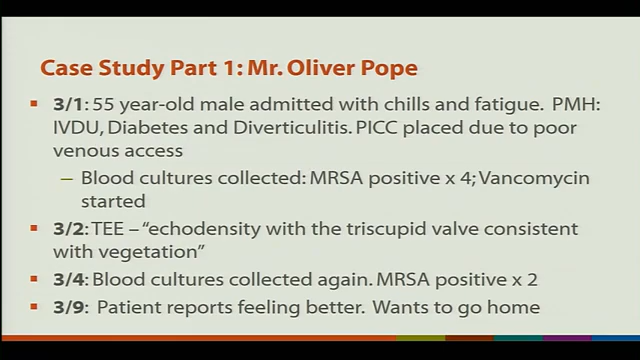 Case Study Part 1: Mr. Oliver Pope
3/1: 55 year-old male admitted with chills and fatigue. PMH:
IVDU, Diabetes and Diverticulitis. PICC placed due to poor
venous access
– Blood cultures collected: MRSA positive x 4; Vancomycin
started
3/2: TEE – “echodensity with the triscupid valve consistent
with vegetation”
3/4: Blood cultures collected again. MRSA positive x 2
3/9: Patient reports feeling better. Wants to go home